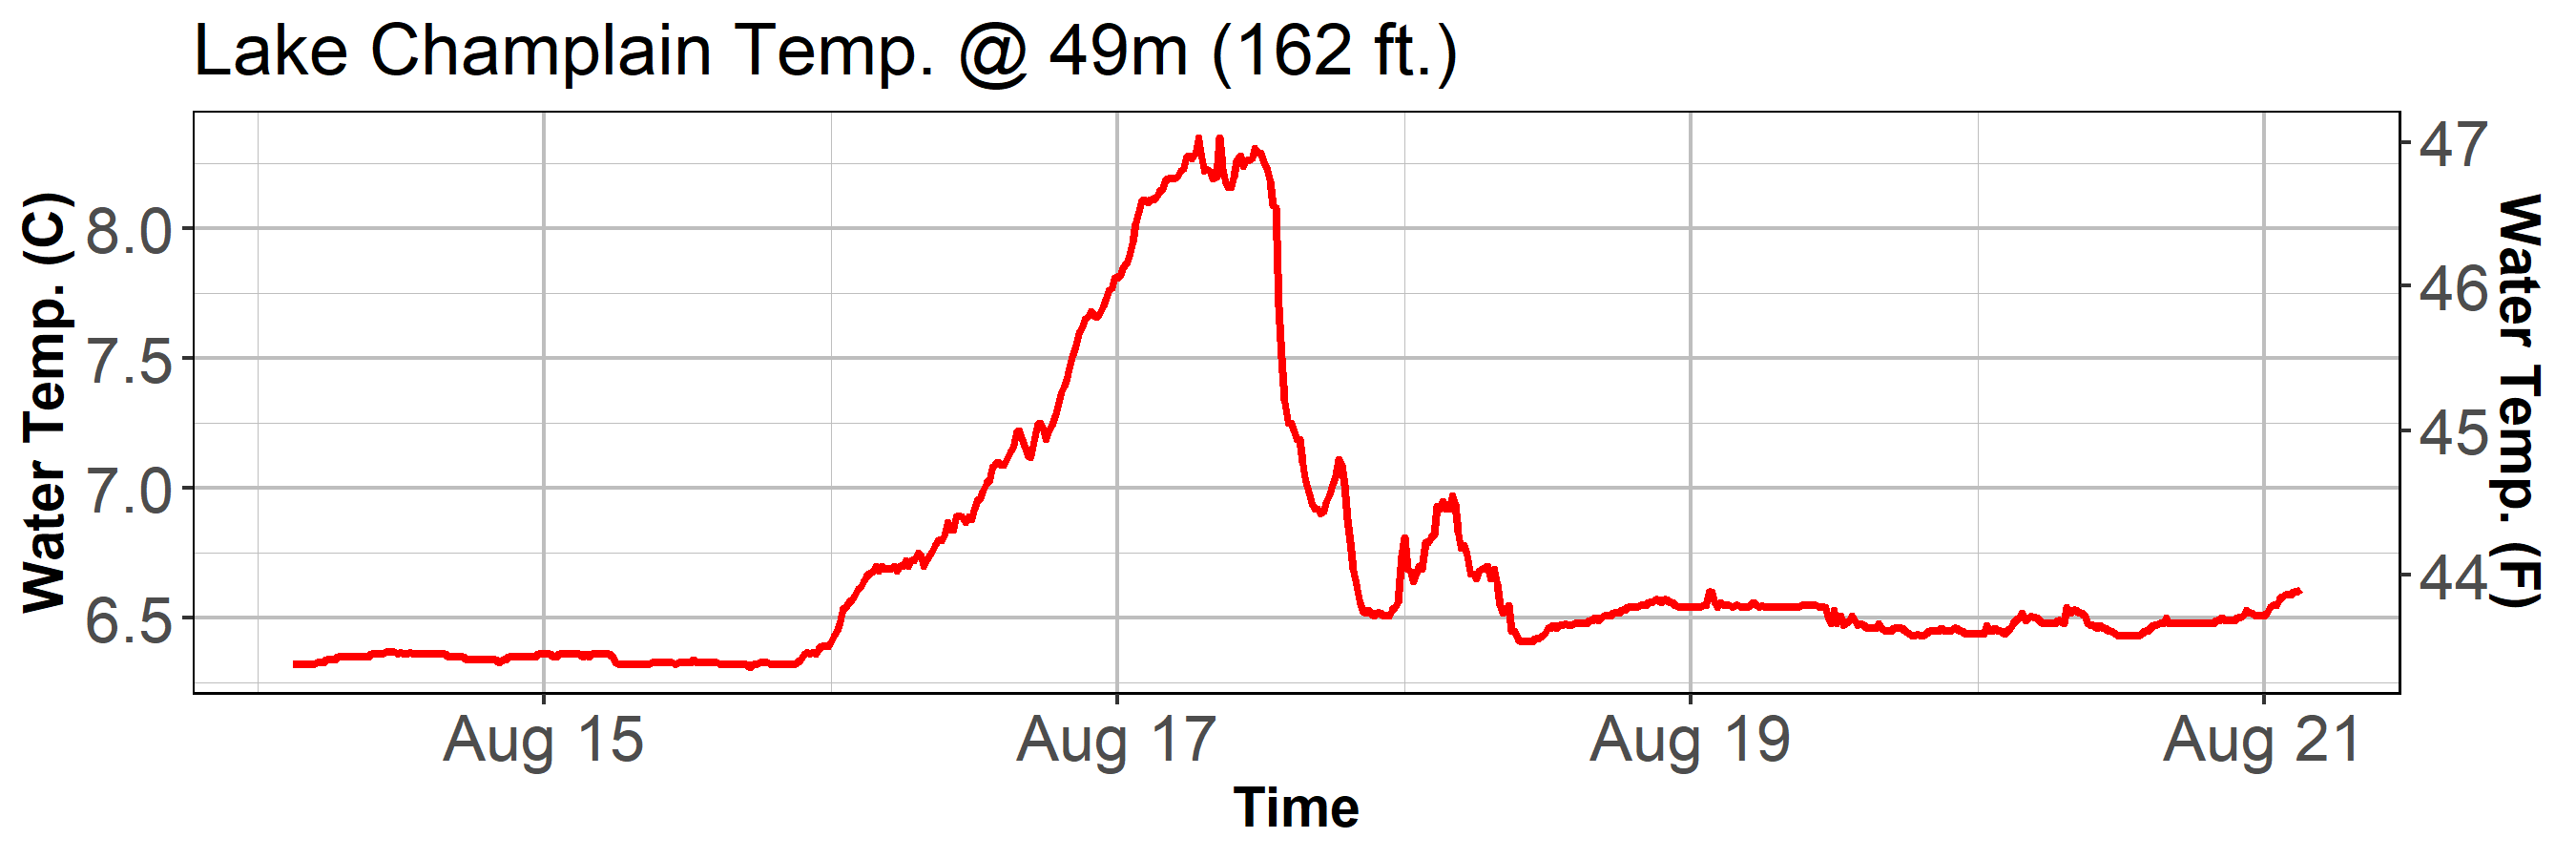 Lake Champlain Temp. @ 49m (162 ft.)
Water Temp. (C)
8.0
7.5
7.0
6.5
47
46
45
44
Water Temp. (F)
Aug 15 Aug 17 Aug 19 Aug 21
Time